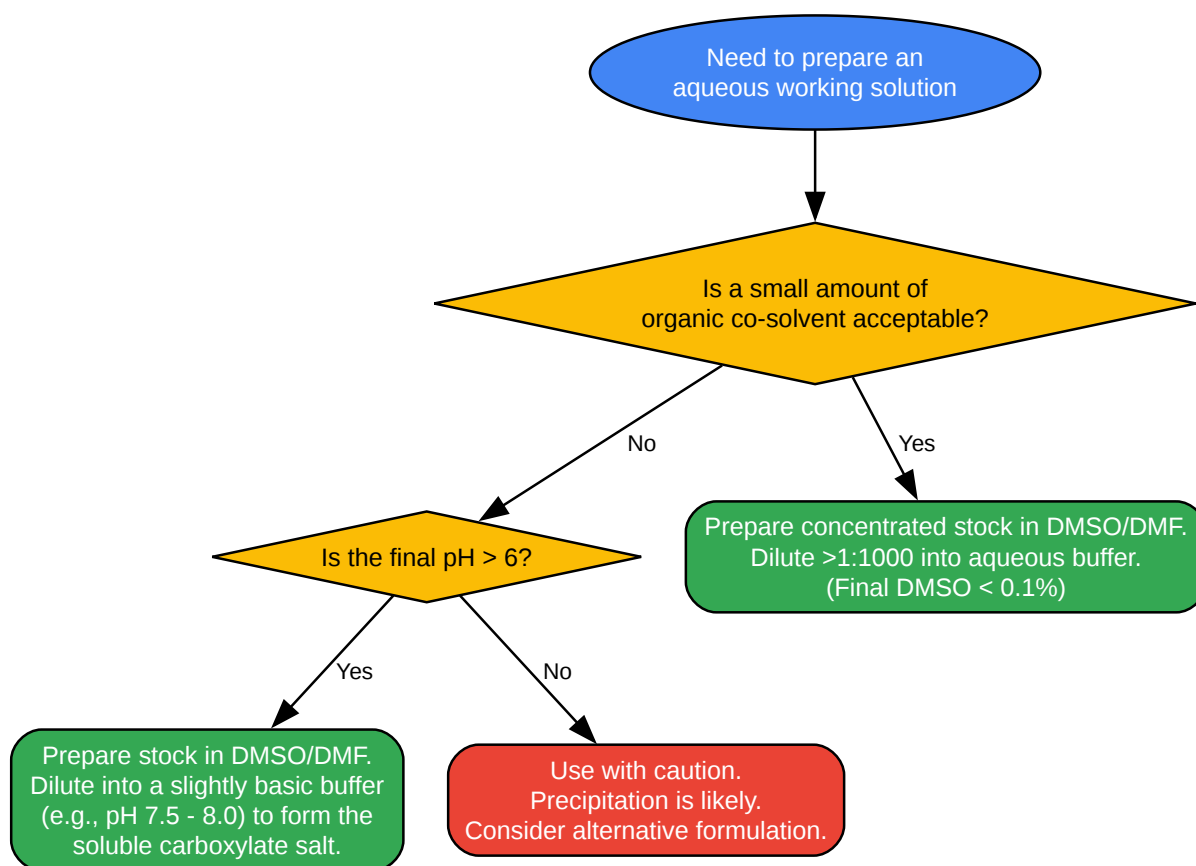 Need to prepare an
aqueous working solution
Is a small amount of
organic co-solvent acceptable?
No
Yes
Prepare concentrated stock in DMSO/DMF.
Dilute >1:1000 into aqueous buffer.
(Final DMSO < 0.1%)
Is the final pH > 6?
Yes
No
Prepare stock in DMSO/DMF.
Dilute into a slightly basic buffer
(e.g., pH 7.5 - 8.0) to form the
soluble carboxylate salt.
Use with caution.
Precipitation is likely.
Consider alternative formulation.